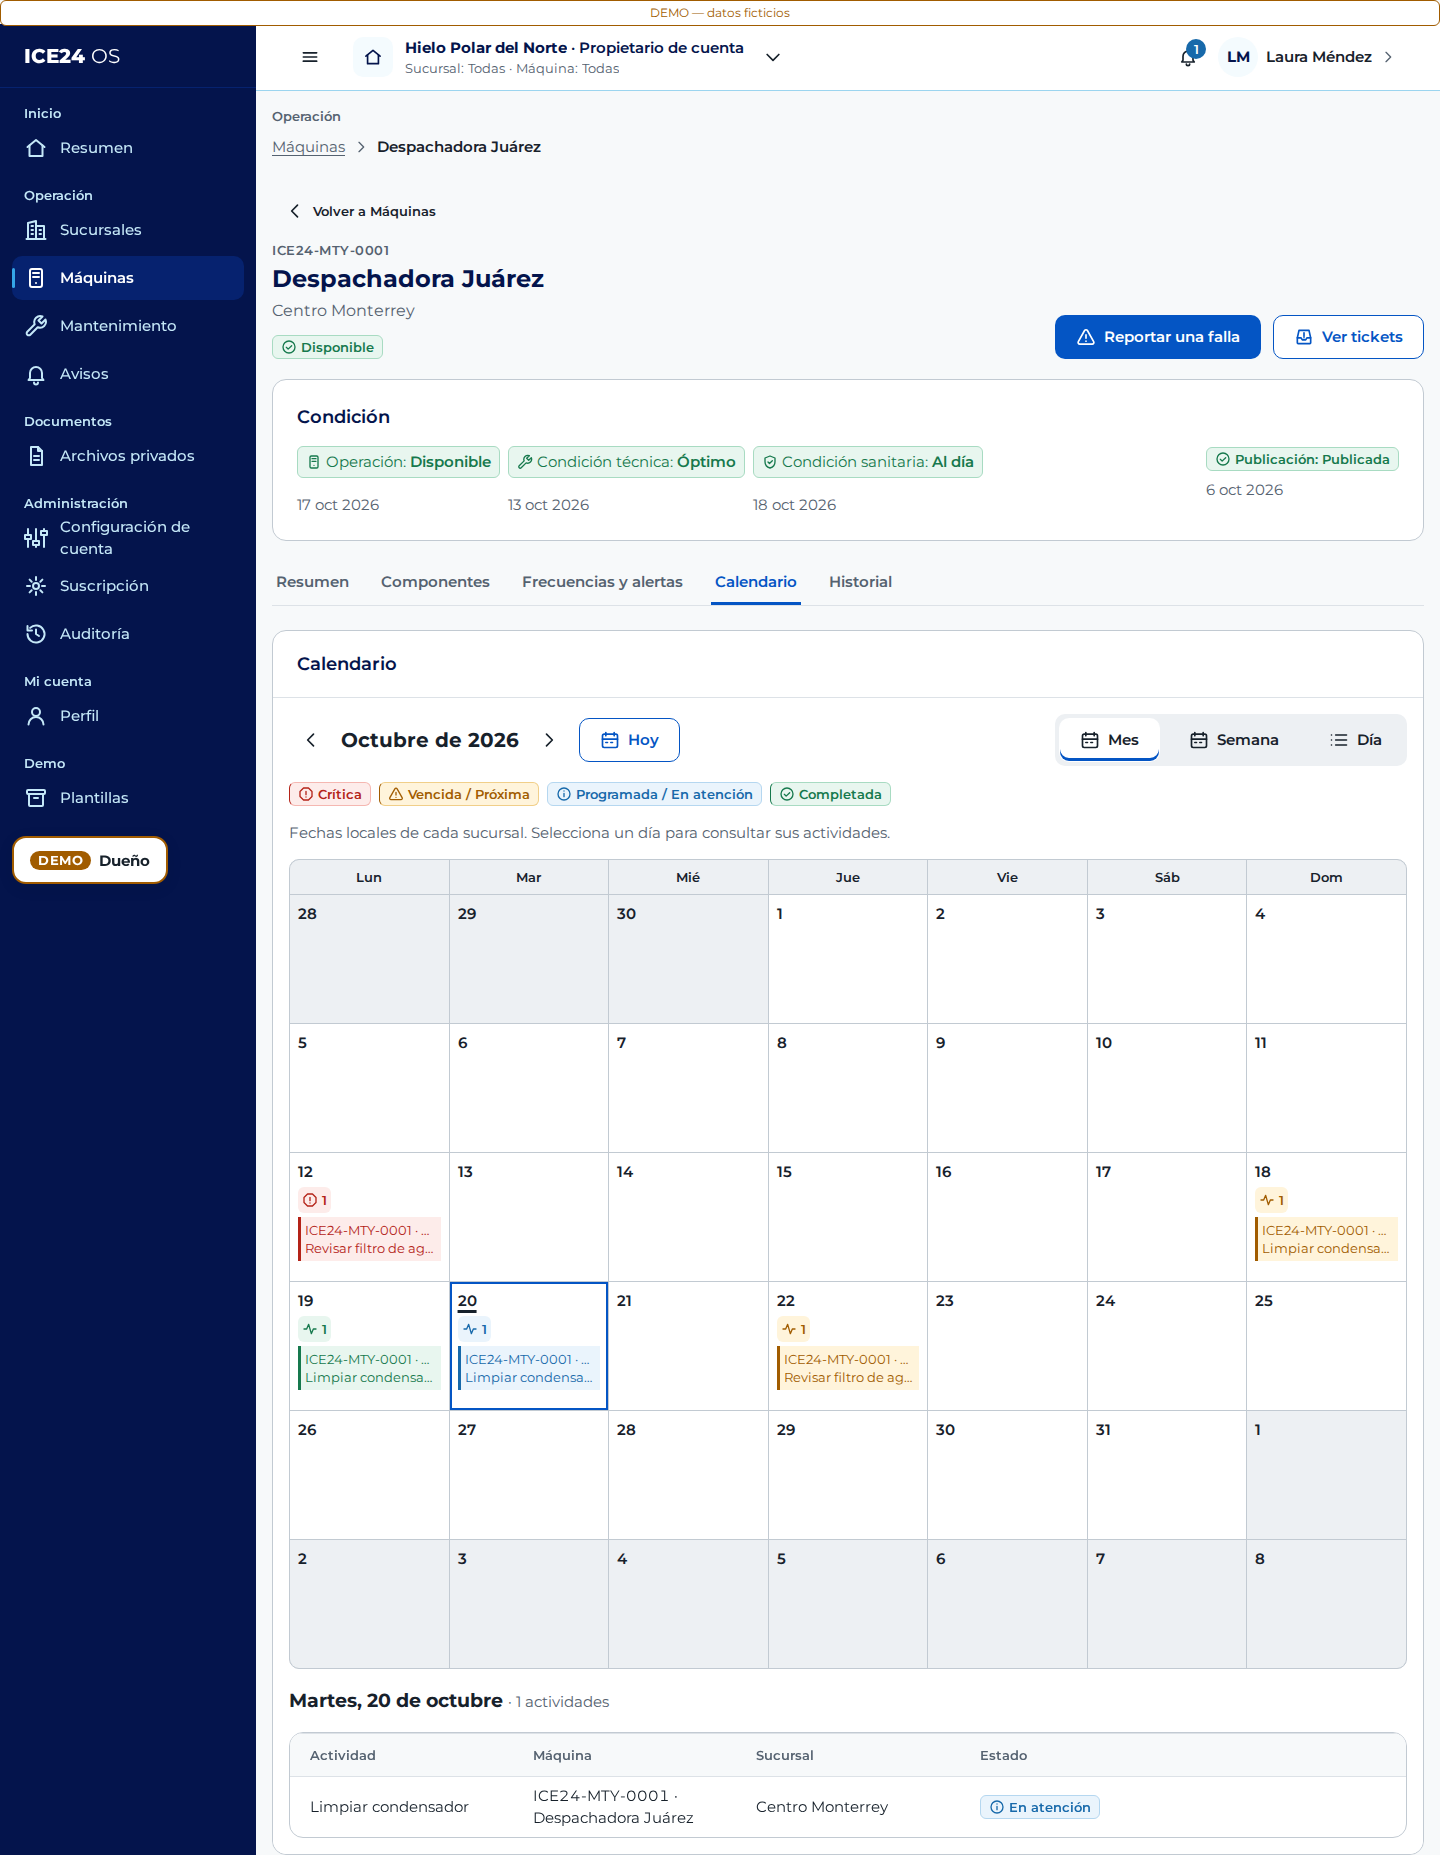 DEMO — datos ficticios
ICE24 OS
Inicio
Resumen
Operación
Sucursales
Máquinas
Mantenimiento
Avisos
Documentos
Archivos privados
Administración
Configuración de
cuenta
Suscripción
Auditoría
Mi cuenta
Perfil
Demo
Plantillas
DEMO Dueño
Hielo Polar del Norte · Propietario de cuenta
Sucursal: Todas · Máquina: Todas
1
LM Laura Méndez
Operación
Máquinas > Despachadora Juárez
Volver a Máquinas
ICE24-MTY-0001
Despachadora Juárez
Centro Monterrey
Disponible
Reportar una falla
Ver tickets
Condición
Operación: Disponible
17 oct 2026
Condición técnica: Óptimo
13 oct 2026
Condición sanitaria: Al día
18 oct 2026
Publicación: Publicada
6 oct 2026
Resumen Componentes Frecuencias y alertas Calendario Historial
Calendario
Octubre de 2026
Hoy
Mes Semana Día
Crítica Vencida / Próxima Programada / En atención Completada
Fechas locales de cada sucursal. Selecciona un día para consultar sus actividades.
Lun Mar Mié Jue Vie Sáb Dom
28 29 30 1 2 3 4
5 6 7 8 9 10 11
12 13 14 15 16 17 18
1 1
ICE24-MTY-0001 · ... ICE24-MTY-0001 · ...
Revisar filtro de ag... Limpiar condensa...
19 20 21 22 23 24 25
1 1 1
ICE24-MTY-0001 · ... ICE24-MTY-0001 · ... ICE24-MTY-0001 · ...
Limpiar condensa... Limpiar condensa... Revisar filtro de ag...
26 27 28 29 30 31 1
2 3 4 5 6 7 8
Martes, 20 de octubre · 1 actividades
Actividad Máquina Sucursal Estado
Limpiar condensador
ICE24-MTY-0001 ·
Despachadora Juárez
Centro Monterrey
En atención